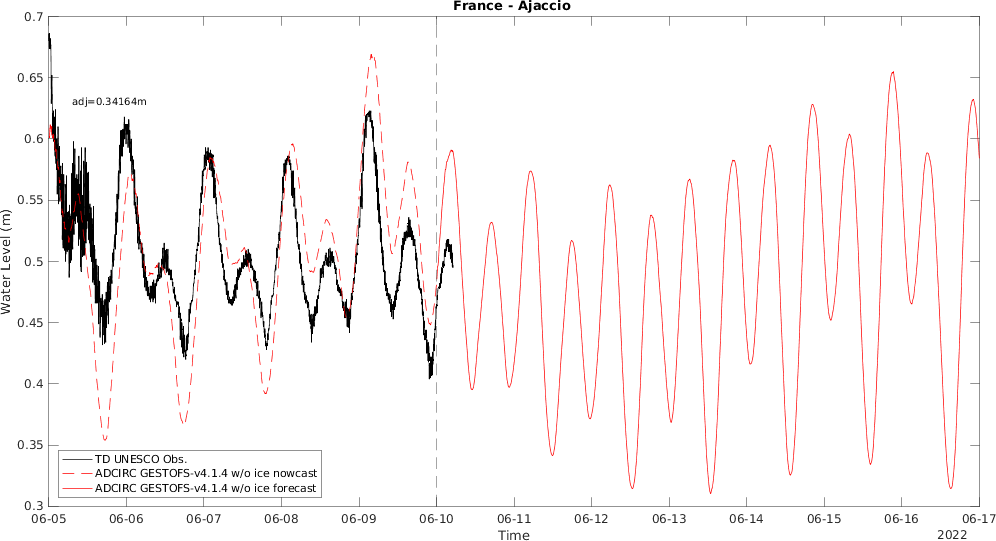 France - Ajaccio
0.7
0.65
0.6
0.55
0.5
0.45
0.4
0.35
0.3
Water Level (m)
adj=0.34164m
TD UNESCO Obs.
ADCIRC GESTOFS-v4.1.4 w/o ice nowcast
ADCIRC GESTOFS-v4.1.4 w/o ice forecast
06-05 06-06 06-07 06-08 06-09 06-10 06-11 06-12 06-13 06-14 06-15 06-16 06-17
Time
2022